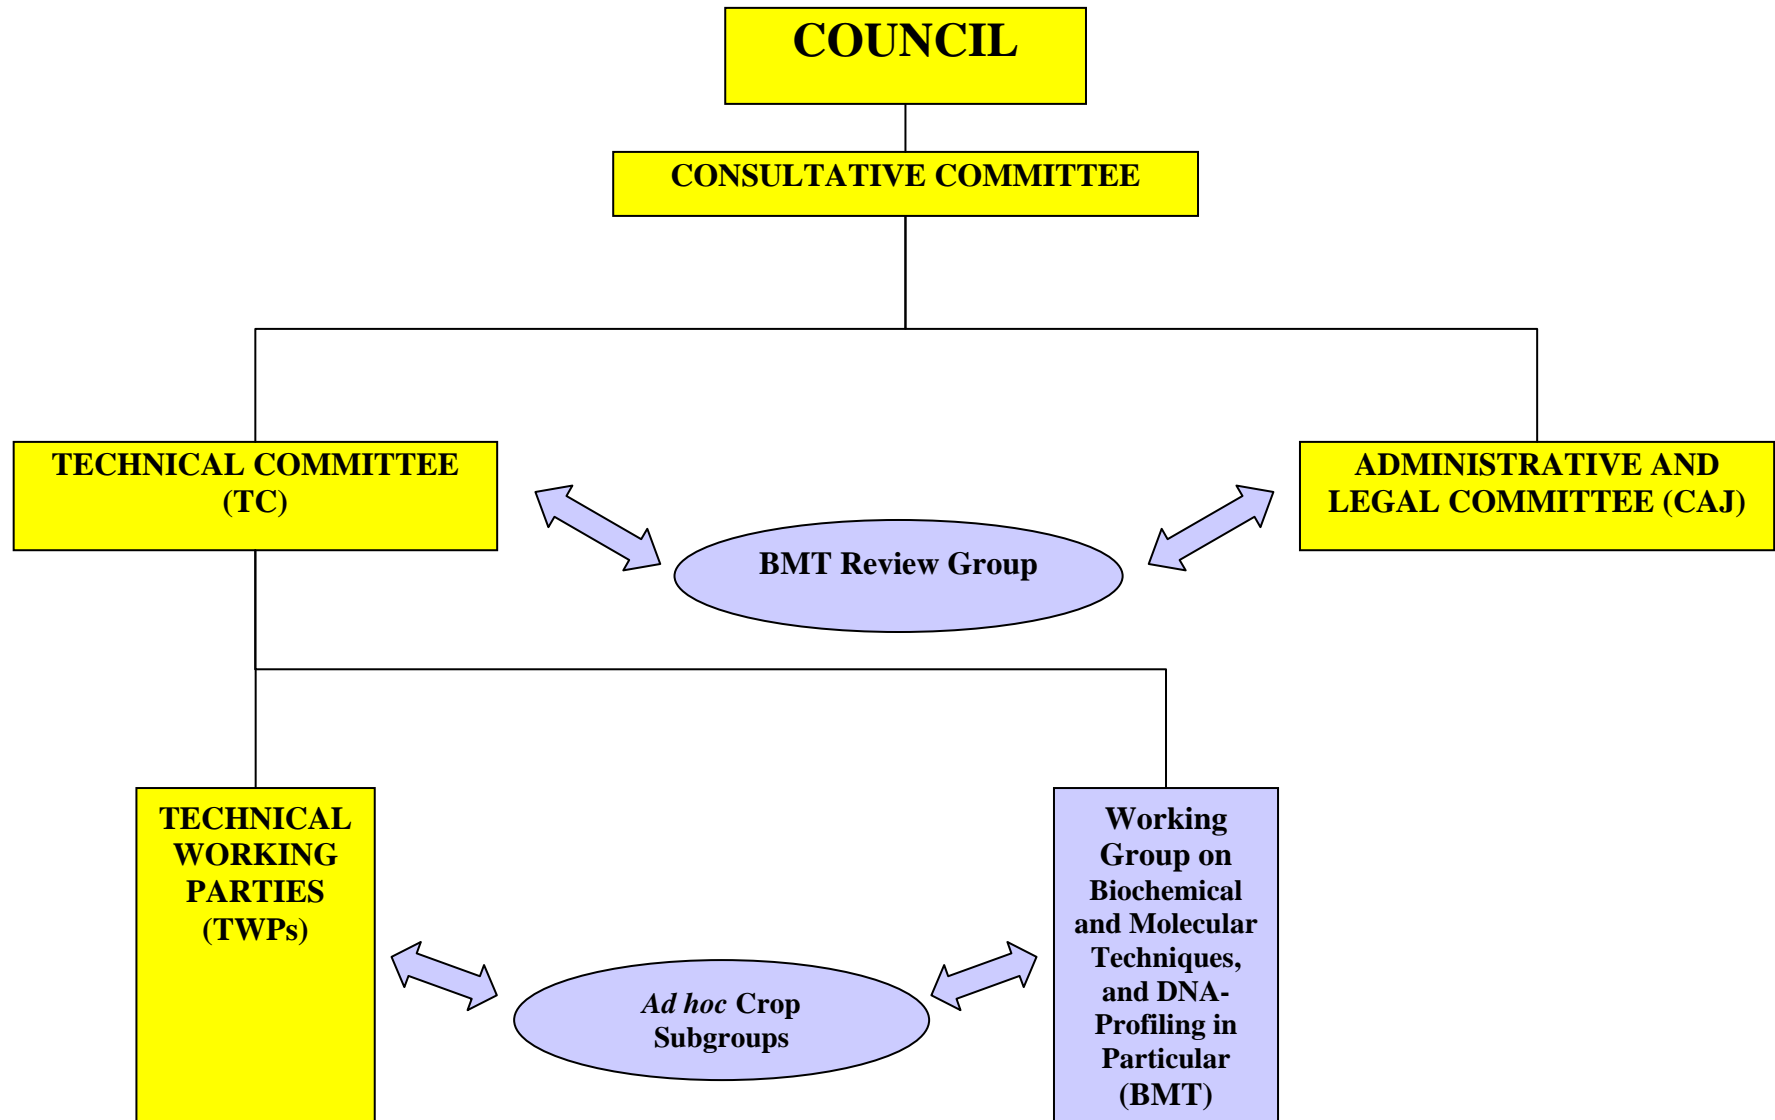 COUNCIL
CONSULTATIVE COMMITTEE
TECHNICAL COMMITTEE
(TC)
ADMINISTRATIVE AND
LEGAL COMMITTEE (CAJ)
BMT Review Group
TECHNICAL
WORKING
PARTIES
(TWPs)
Ad hoc Crop
Subgroups
Working
Group on
Biochemical
and Molecular
Techniques,
and DNA-
Profiling in
Particular
(BMT)